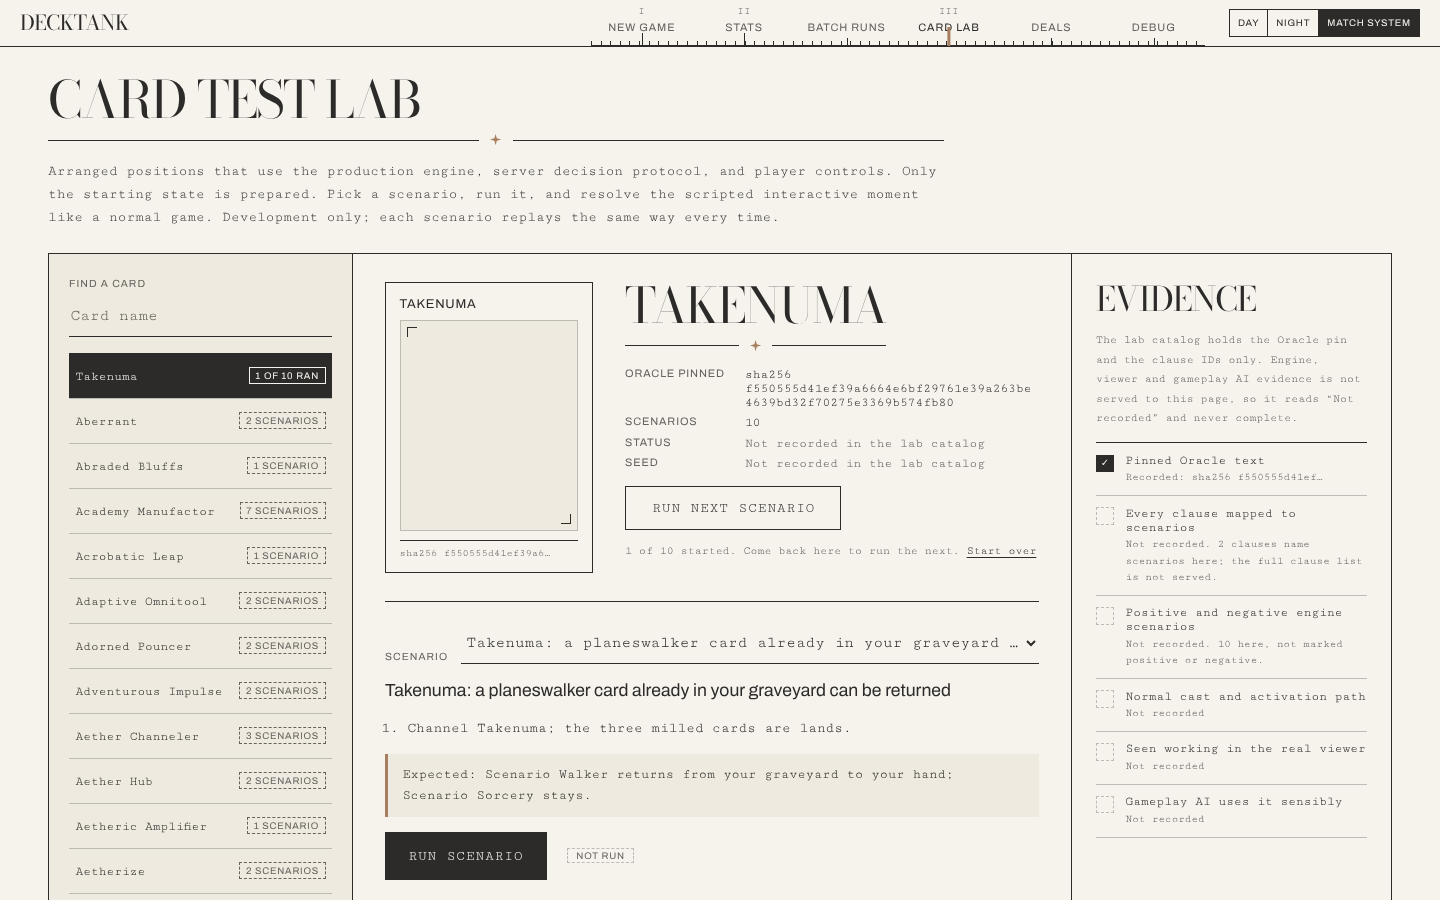 DECKTANK
I
NEW GAME
II
STATS
BATCH RUNS
III
CARD LAB
DEALS
DEBUG
DAY
NIGHT
MATCH SYSTEM
CARD TEST LAB
Arranged positions that use the production engine, server decision protocol, and player controls. Only
the starting state is prepared. Pick a scenario, run it, and resolve the scripted interactive moment
like a normal game. Development only; each scenario replays the same way every time.
FIND A CARD
Card name
Takenuma
1 OF 10 RAN
Aberrant
2 SCENARIOS
Abraded Bluffs
1 SCENARIO
Academy Manufactor
7 SCENARIOS
Acrobatic Leap
1 SCENARIO
Adaptive Omnitool
2 SCENARIOS
Adorned Pouncer
2 SCENARIOS
Adventurous Impulse
2 SCENARIOS
Aether Channeler
3 SCENARIOS
Aether Hub
2 SCENARIOS
Aetheric Amplifier
1 SCENARIO
Aetherize
2 SCENARIOS
TAKENUMA
sha256 f550555d41ef39a6…
TAKENUMA
ORACLE PINNED
sha256
f550555d41ef39a6664e6bf29761e39a263be
4639bd32f70275e3369b574fb80
SCENARIOS
10
STATUS
Not recorded in the lab catalog
SEED
Not recorded in the lab catalog
RUN NEXT SCENARIO
1 of 10 started. Come back here to run the next. Start over
SCENARIO
Takenuma: a planeswalker card already in your graveyard …
Takenuma: a planeswalker card already in your graveyard can be returned
1. Channel Takenuma; the three milled cards are lands.
Expected: Scenario Walker returns from your graveyard to your hand;
Scenario Sorcery stays.
RUN SCENARIO
NOT RUN
EVIDENCE
The lab catalog holds the Oracle pin
and the clause IDs only. Engine,
viewer and gameplay AI evidence is not
served to this page, so it reads “Not
recorded” and never complete.
✓
Pinned Oracle text
Recorded: sha256 f550555d41ef…
Every clause mapped to
scenarios
Not recorded. 2 clauses name
scenarios here; the full clause list
is not served.
Positive and negative engine
scenarios
Not recorded. 10 here, not marked
positive or negative.
Normal cast and activation path
Not recorded
Seen working in the real viewer
Not recorded
Gameplay AI uses it sensibly
Not recorded